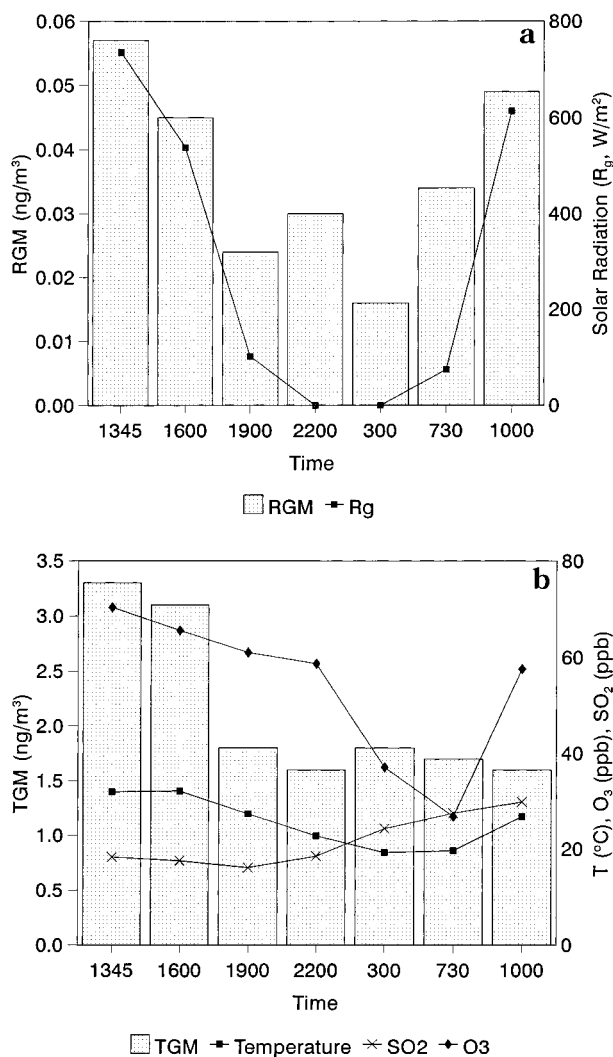 a
0.06
0.05
0.04
0.03
0.02
0.01
0.00
RGM (ng/m³)
800
600
400
200
0
Solar Radiation (Rg, W/m²)
1345 1600 1900 2200 300 730 1000
Time
RGM Rg
b
3.5
3.0
2.5
2.0
1.5
1.0
0.5
0.0
TGM (ng/m³)
80
60
40
20
0
T (°C), O₃ (ppb), SO₂ (ppb)
1345 1600 1900 2200 300 730 1000
Time
TGM Temperature SO2 O3